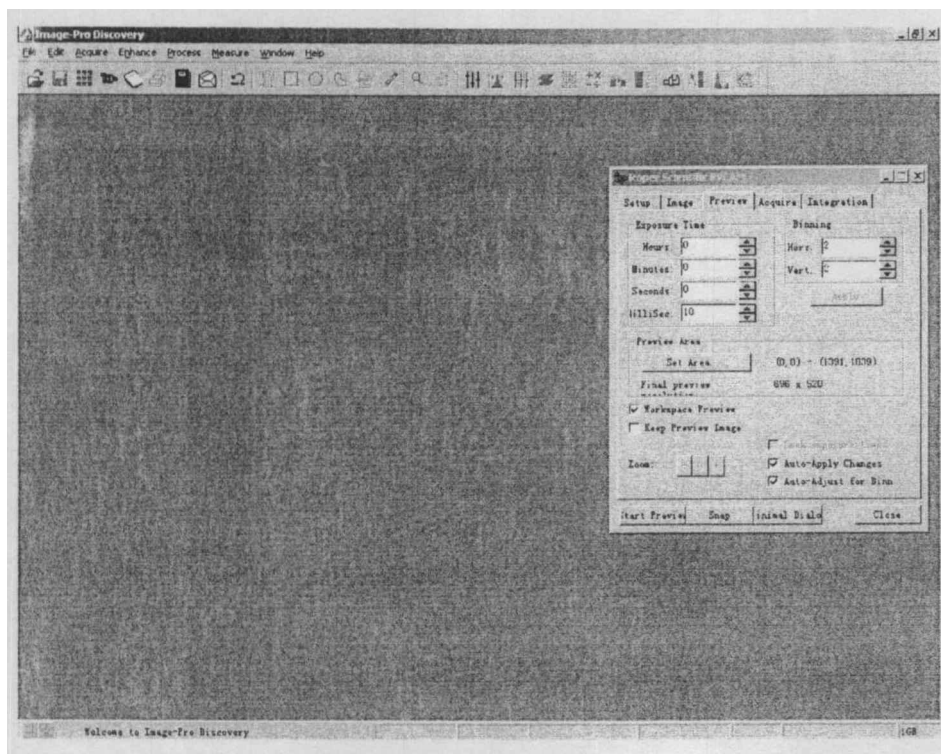 Image-Pro Discovery
File Edit Acquire Enhance Process Measure Window Help
Roper Scientific
Setup Image Preview Acquire Integration
Exposure Time
Binning
Hours: 0
Horz. 2
Minutes: 0
Vert.
Seconds 0
illiSec 10
Preview Area
Set Area
(0,0) - (1391,1039)
Final preview
696 x 520
Workspace Preview
Keep Preview Image
Zoom:
Auto-Apply Changes
Auto-Adjust for Binn
tart Previe Snap inimal Dialo Close
Welcome to Image-Pro Discovery